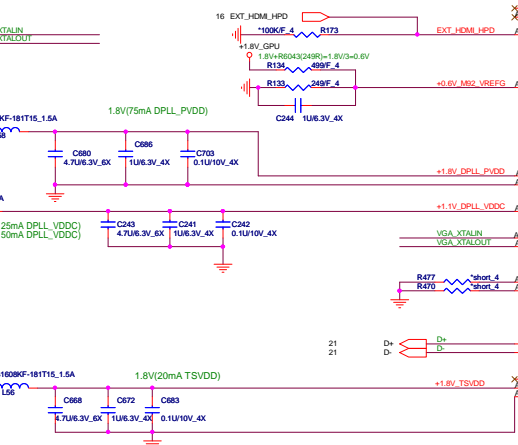 16 EXT_HDMI_HPD
XTALIN
XTALOUT
*100K/F_4 R173 EXT_HDMI_HPD
+1.8V_GPU
1.8V+R6043(249R)=1.8V/3=0.6V
R134 499/F_4
R133 249/F_4 +0.6V_M92_VREFG
C244 1U/6.3V_4X
1.8V(75mA DPLL_PVDD)
KF-181T15_1.5A
C680 C686 C703
4.7U/6.3V_6X 1U/6.3V_4X 0.1U/10V_4X
+1.8V_DPLL_PVDD
+1.1V_DPLL_VDDC
25mA DPLL_VDDC)
50mA DPLL_VDDC)
C243 C241 C242
4.7U/6.3V_6X 1U/6.3V_4X 0.1U/10V_4X
VGA_XTALIN
VGA_XTALOUT
R477 *short_4
R470 *short_4
21 D+ D+
21 D- D-
1608KF-181T15_1.5A
1.8V(20mA TSVDD)
L56 +1.8V_TSVDD
C668 C672 C683
4.7U/6.3V_6X 1U/6.3V_4X 0.1U/10V_4X